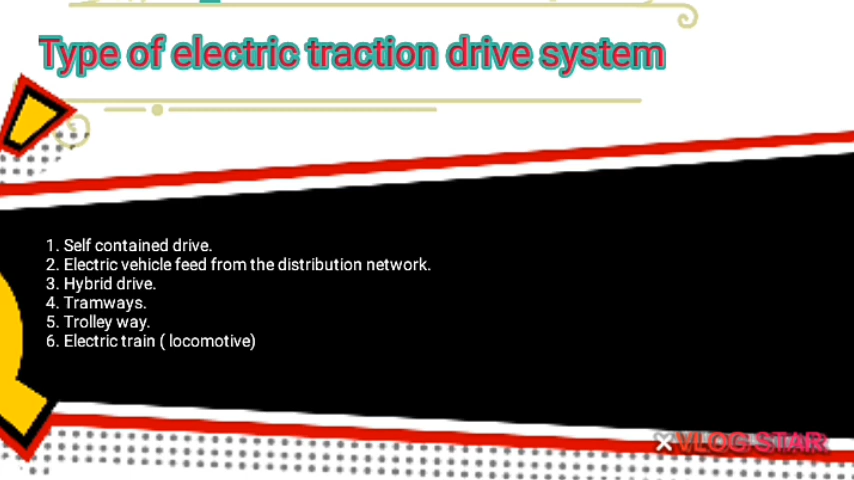 Type of electric traction drive system
1. Self contained drive.
2. Electric vehicle feed from the distribution network.
3. Hybrid drive.
4. Tramways.
5. Trolley way.
6. Electric train ( locomotive)
VLOG STAR